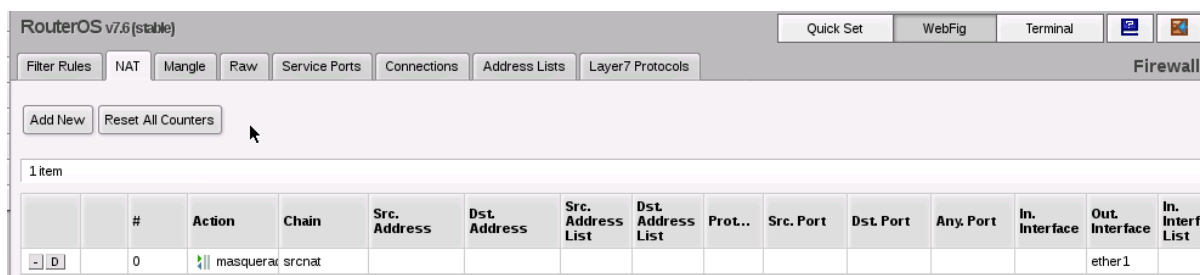 RouterOS v7.6 (stable) Quick Set WebFig Terminal
Filter Rules NAT Mangle Raw Service Ports Connections Address Lists Layer7 Protocols Firewall
Add New Reset All Counters
1 item
# Action Chain Src. Address Dst. Address Src. Address List Dst. Address List Prot... Src. Port Dst. Port Any. Port In. Interface Out. Interface In. Interf List
- D 0 masquerac srcnat ether1